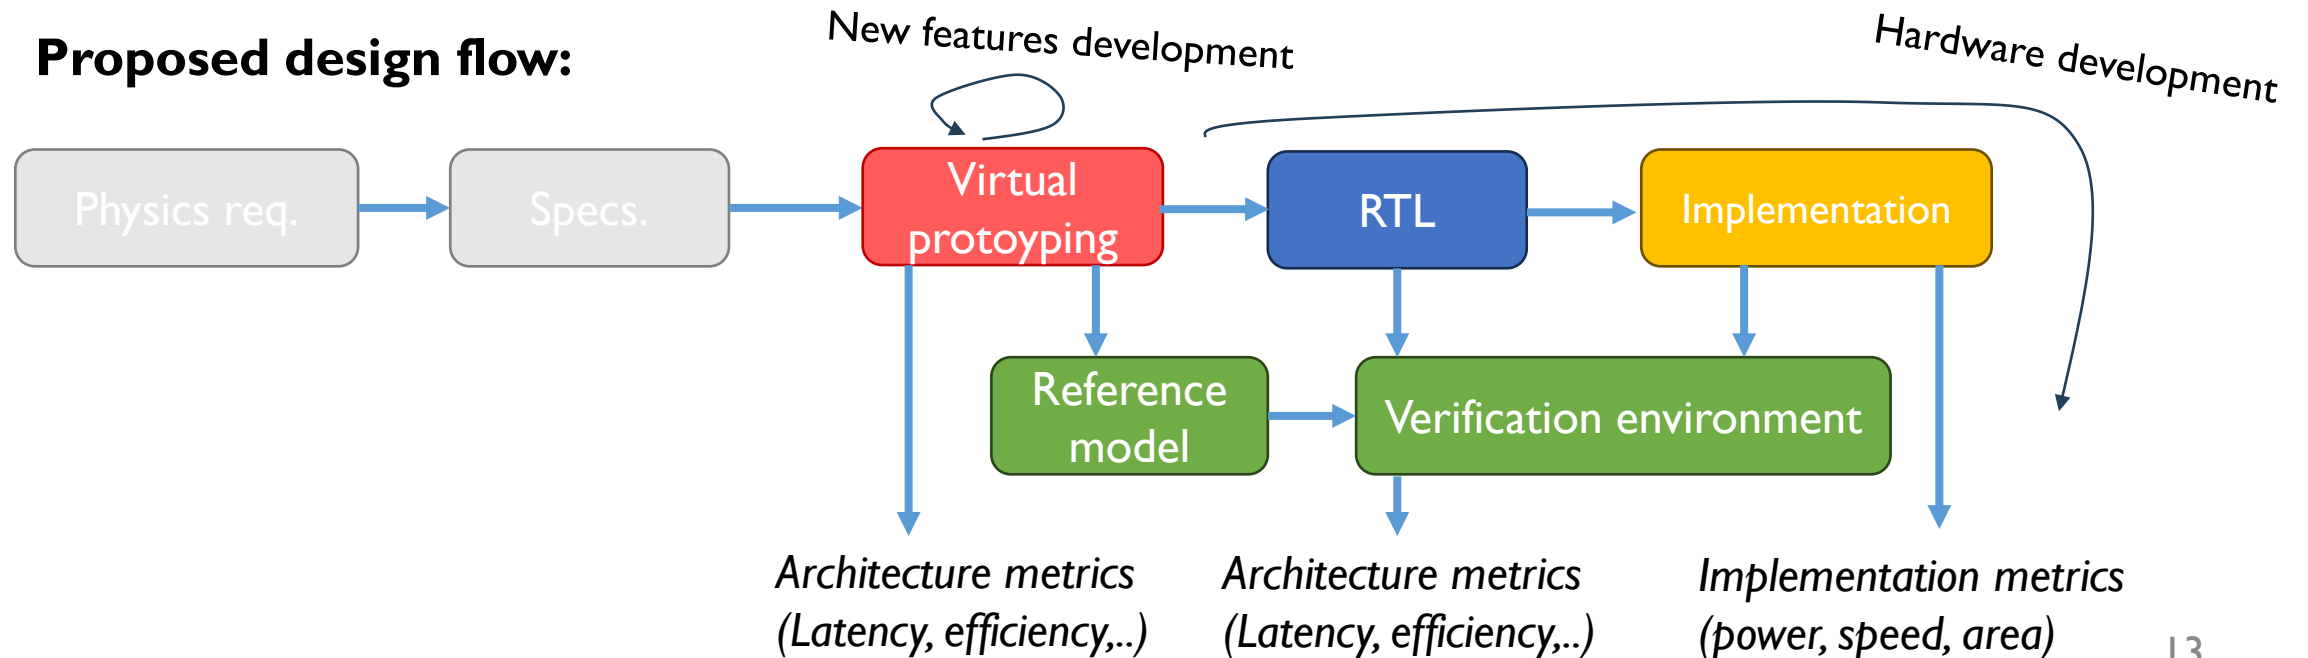 Proposed design flow:
New features development
Hardware development
Physics req.
Specs.
Virtual
protoyping
RTL
Implementation
Reference
model
Verification environment
Architecture metrics
(Latency, efficiency,..)
Architecture metrics
(Latency, efficiency,..)
Implementation metrics
(power, speed, area)
13